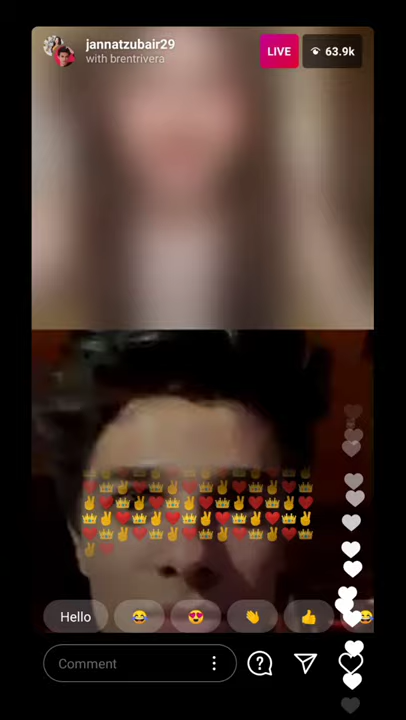 jannatzubair29
with brentrivera
LIVE
63.9k
Hello
Comment